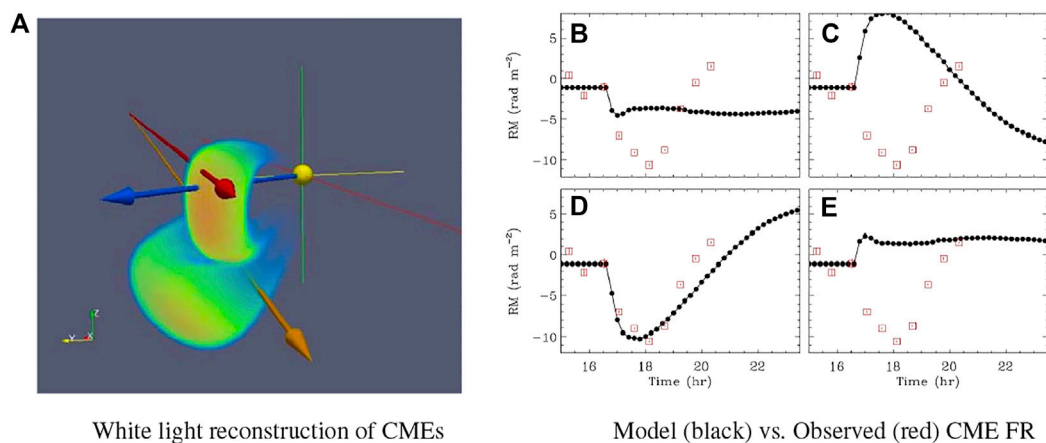 A
B
C
D
E
RM (rad m⁻²)
5
0
-5
-10
RM (rad m⁻²)
5
0
-5
-10
16 18 20 22
Time (hr)
16 18 20 22
Time (hr)
Z
Y X
White light reconstruction of CMEs
Model (black) vs. Observed (red) CME FR